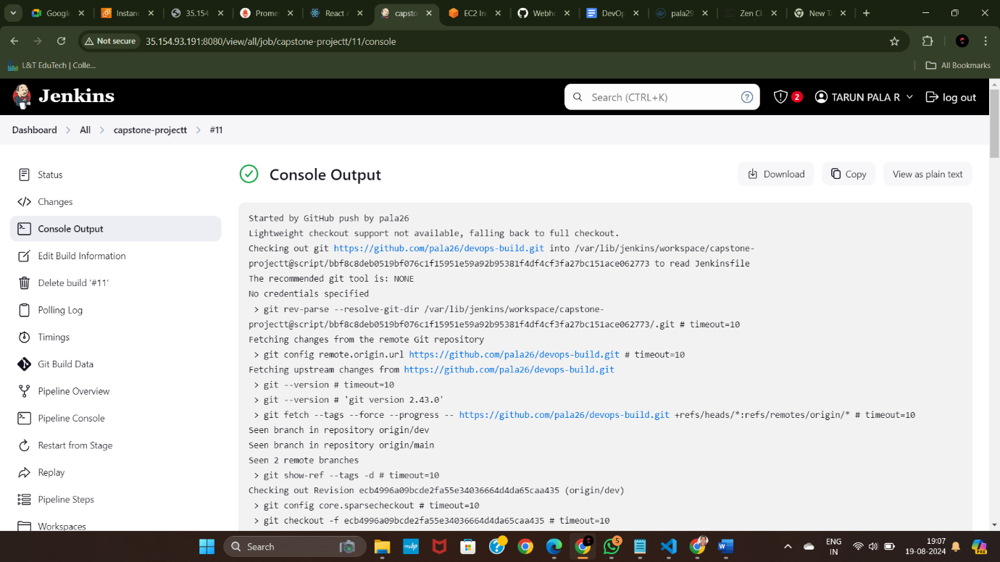 Google
Instanc
35.154
Prome
React A
capsto
EC2 In
Webho
DevOp
pala29
Zen Cl
New T
Not secure
35.154.93.191:8080/view/all/job/capstone-projectt/11/console
L&T EduTech | Colle...
All Bookmarks
Jenkins
Search (CTRL+K)
?
2
TARUN PALA R
log out
Dashboard
All
capstone-projectt
#11
Status
Changes
Console Output
Edit Build Information
Delete build ‘#11’
Polling Log
Timings
Git Build Data
Pipeline Overview
Pipeline Console
Restart from Stage
Replay
Pipeline Steps
Workspaces
Console Output
Download
Copy
View as plain text
Started by GitHub push by pala26
Lightweight checkout support not available, falling back to full checkout.
Checking out git https://github.com/pala26/devops-build.git into /var/lib/jenkins/workspace/capstone-
projectt@script/bbf8c8deb0519bf076c1f15951e59a92b95381f4df4cf3fa27bc151ace062773 to read Jenkinsfile
The recommended git tool is: NONE
No credentials specified
> git rev-parse --resolve-git-dir /var/lib/jenkins/workspace/capstone-
projectt@script/bbf8c8deb0519bf076c1f15951e59a92b95381f4df4cf3fa27bc151ace062773/.git # timeout=10
Fetching changes from the remote Git repository
> git config remote.origin.url https://github.com/pala26/devops-build.git # timeout=10
Fetching upstream changes from https://github.com/pala26/devops-build.git
> git --version # timeout=10
> git --version # 'git version 2.43.0'
> git fetch --tags --force --progress -- https://github.com/pala26/devops-build.git +refs/heads/*:refs/remotes/origin/* # timeout=10
Seen branch in repository origin/dev
Seen branch in repository origin/main
Seen 2 remote branches
> git show-ref --tags -d # timeout=10
Checking out Revision ecb4996a09bcde2fa55e34036664d4da65caa435 (origin/dev)
> git config core.sparsecheckout # timeout=10
> git checkout -f ecb4996a09bcde2fa55e34036664d4da65caa435 # timeout=10
Search
myhp
5
ENG
IN
19:07
19-08-2024
PRE